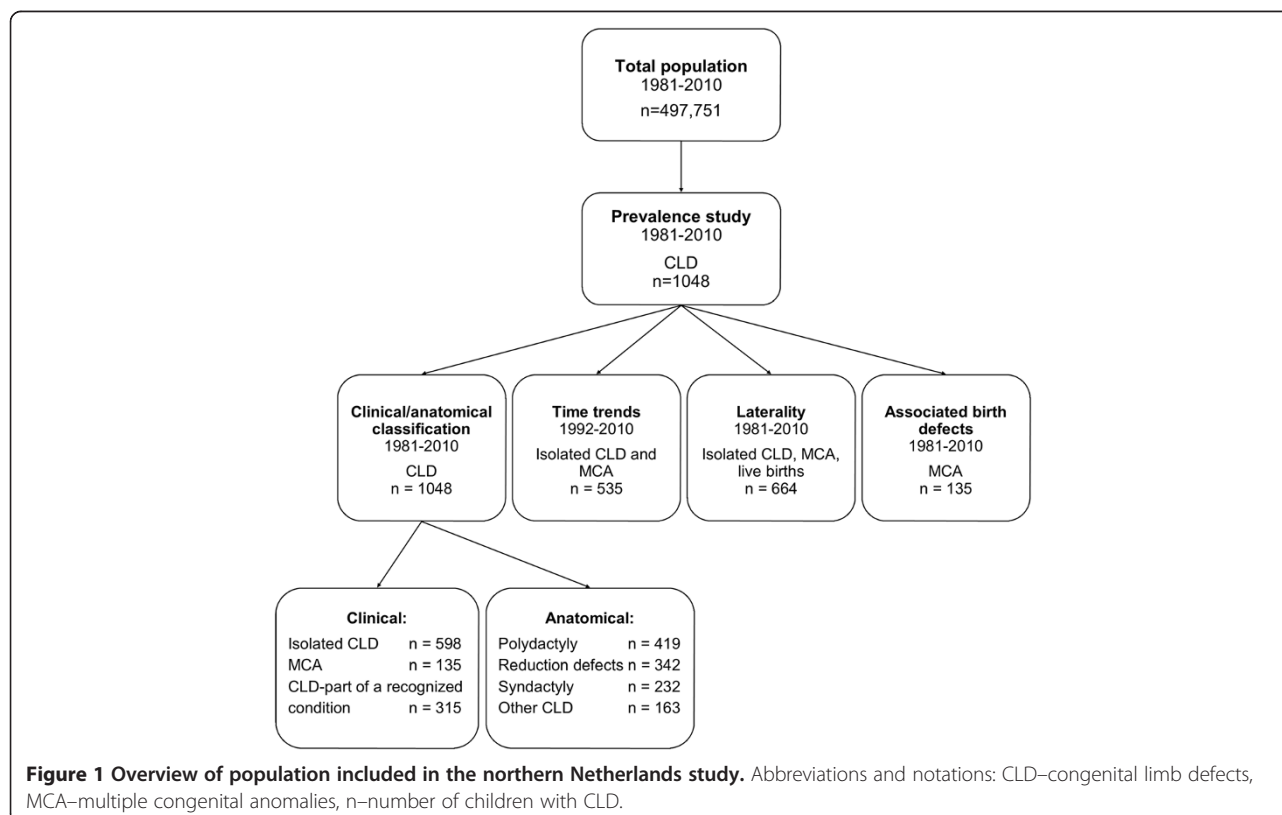 Total population
1981-2010
n=497,751
Prevalence study
1981-2010
CLD
n=1048
Clinical/anatomical
classification
1981-2010
CLD
n = 1048
Time trends
1992-2010
Isolated CLD and
MCA
n = 535
Laterality
1981-2010
Isolated CLD, MCA,
live births
n = 664
Associated birth
defects
1981-2010
MCA
n = 135
Clinical:
Isolated CLD n = 598
MCA n = 135
CLD-part of a recognized
condition n = 315
Anatomical:
Polydactyly n = 419
Reduction defects n = 342
Syndactyly n = 232
Other CLD n = 163
Figure 1 Overview of population included in the northern Netherlands study. Abbreviations and notations: CLD–congenital limb defects,
MCA–multiple congenital anomalies, n–number of children with CLD.